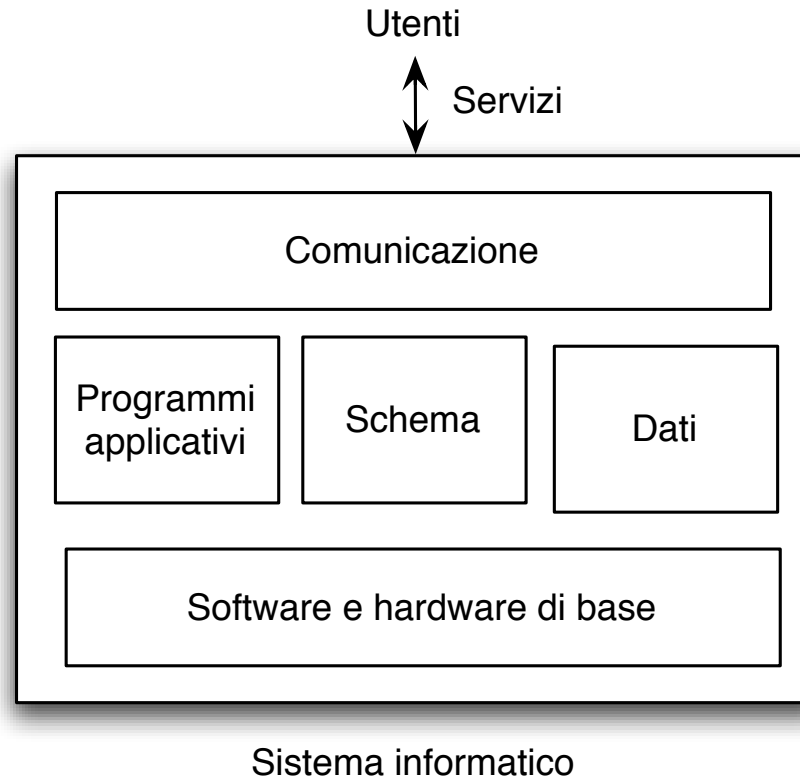 Utenti
Servizi
Comunicazione
Programmi
applicativi
Schema
Dati
Software e hardware di base
Sistema informatico